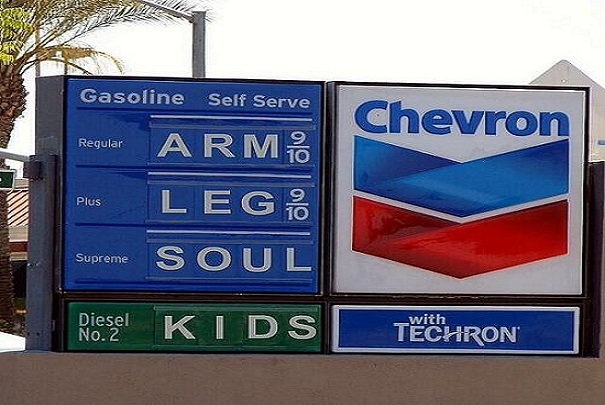 Gasoline Self Serve
Regular ARM 9/10
Plus LEG 9/10
Supreme SOUL
Diesel No. 2 KIDS
Chevron
with
TECHRON